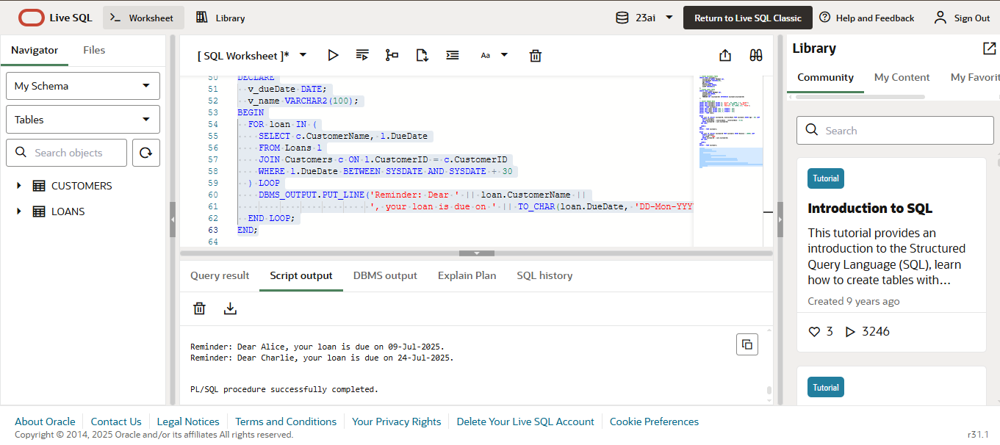 Live SQL
Worksheet
Library
23ai
Return to Live SQL Classic
Help and Feedback
Sign Out
Navigator
Files
My Schema
Tables
Search objects
CUSTOMERS
LOANS
[ SQL Worksheet ]*
Aa
50 DECLARE
51 v_dueDate DATE;
52 v_name VARCHAR2(100);
53 BEGIN
54 FOR loan IN (
55 SELECT c.CustomerName, l.DueDate
56 FROM Loans l
57 JOIN Customers c ON l.CustomerID = c.CustomerID
58 WHERE l.DueDate BETWEEN SYSDATE AND SYSDATE + 30
59 ) LOOP
60 DBMS_OUTPUT.PUT_LINE('Reminder: Dear ' || loan.CustomerName ||
61 ', your loan is due on ' || TO_CHAR(loan.DueDate, 'DD-Mon-YYY
62 END LOOP;
63 END;
64
Query result
Script output
DBMS output
Explain Plan
SQL history
Reminder: Dear Alice, your loan is due on 09-Jul-2025.
Reminder: Dear Charlie, your loan is due on 24-Jul-2025.
PL/SQL procedure successfully completed.
Library
Community
My Content
My Favorit
Search
Tutorial
Introduction to SQL
This tutorial provides an
introduction to the Structured
Query Language (SQL), learn
how to create tables with...
Created 9 years ago
3
3246
Tutorial
About Oracle
Contact Us
Legal Notices
Terms and Conditions
Your Privacy Rights
Delete Your Live SQL Account
Cookie Preferences
Copyright © 2014, 2025 Oracle and/or its affiliates All rights reserved.
r31.1